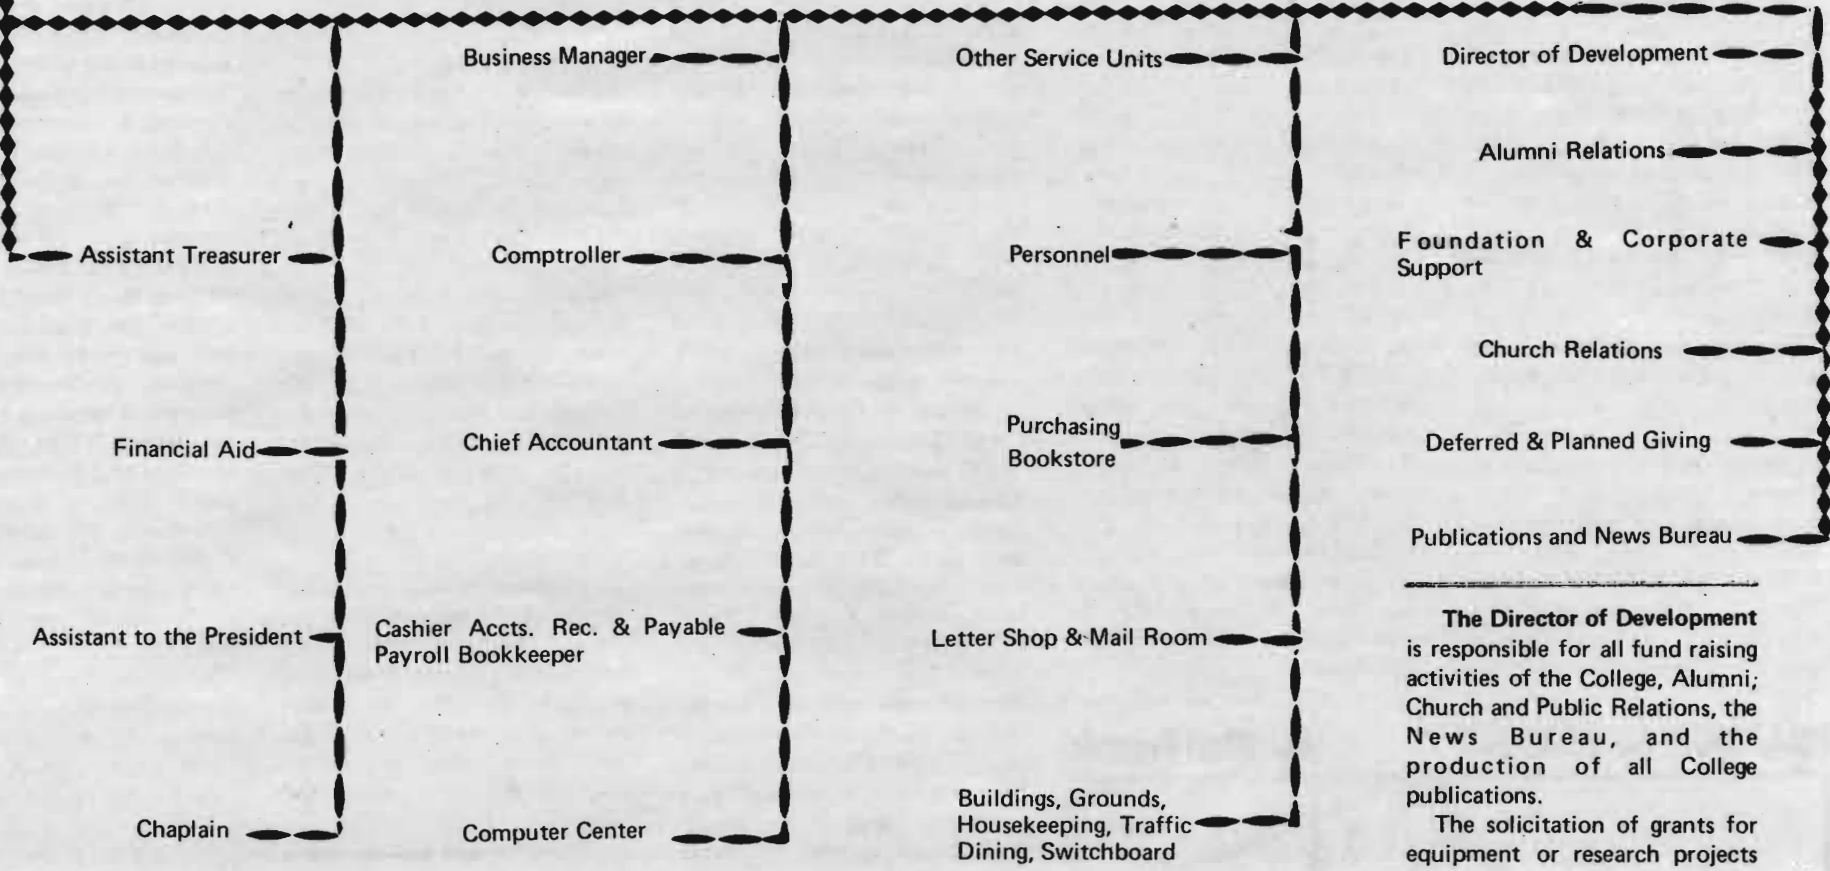 Assistant Treasurer
Financial Aid
Assistant to the President
Chaplain
Business Manager
Comptroller
Chief Accountant
Cashier Accts. Rec. & Payable
Payroll Bookkeeper
Computer Center
Other Service Units
Personnel
Purchasing
Bookstore
Letter Shop & Mail Room
Buildings, Grounds,
Housekeeping, Traffic
Dining, Switchboard
Director of Development
Alumni Relations
Foundation & Corporate
Support
Church Relations
Deferred & Planned Giving
Publications and News Bureau
The Director of Development
is responsible for all fund raising
activities of the College, Alumni,
Church and Public Relations, the
News Bureau, and the
production of all College
publications.
The solicitation of grants for
equipment or research projects